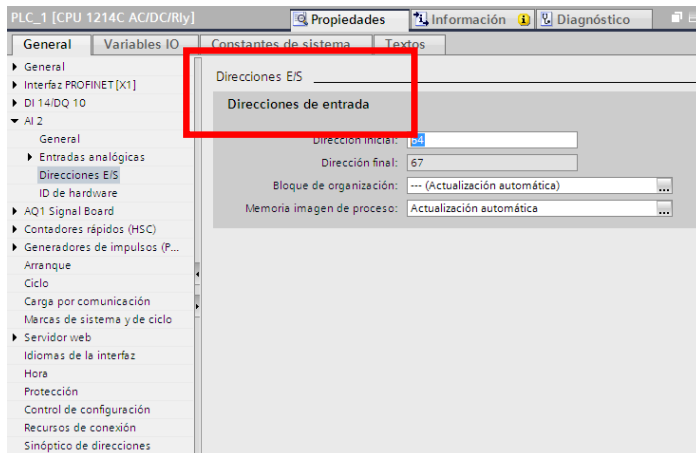 PLC_1 [CPU 1214C AC/DC/Rly]
Propiedades
Información
Diagnóstico
General
Variables IO
Constantes de sistema
Textos
General
Interfaz PROFINET [X1]
DI 14/DQ 10
AI 2
General
Entradas analógicas
Direcciones E/S
ID de hardware
AQ1 Signal Board
Contadores rápidos (HSC)
Generadores de impulsos (P...
Arranque
Ciclo
Carga por comunicación
Marcas de sistema y de ciclo
Servidor web
Idiomas de la interfaz
Hora
Protección
Control de configuración
Recursos de conexión
Sinóptico de direcciones
Direcciones E/S
Direcciones de entrada
Dirección inicial: 64
Dirección final: 67
Bloque de organización: --- (Actualización automática) ...
Memoria imagen de proceso: Actualización automática ...